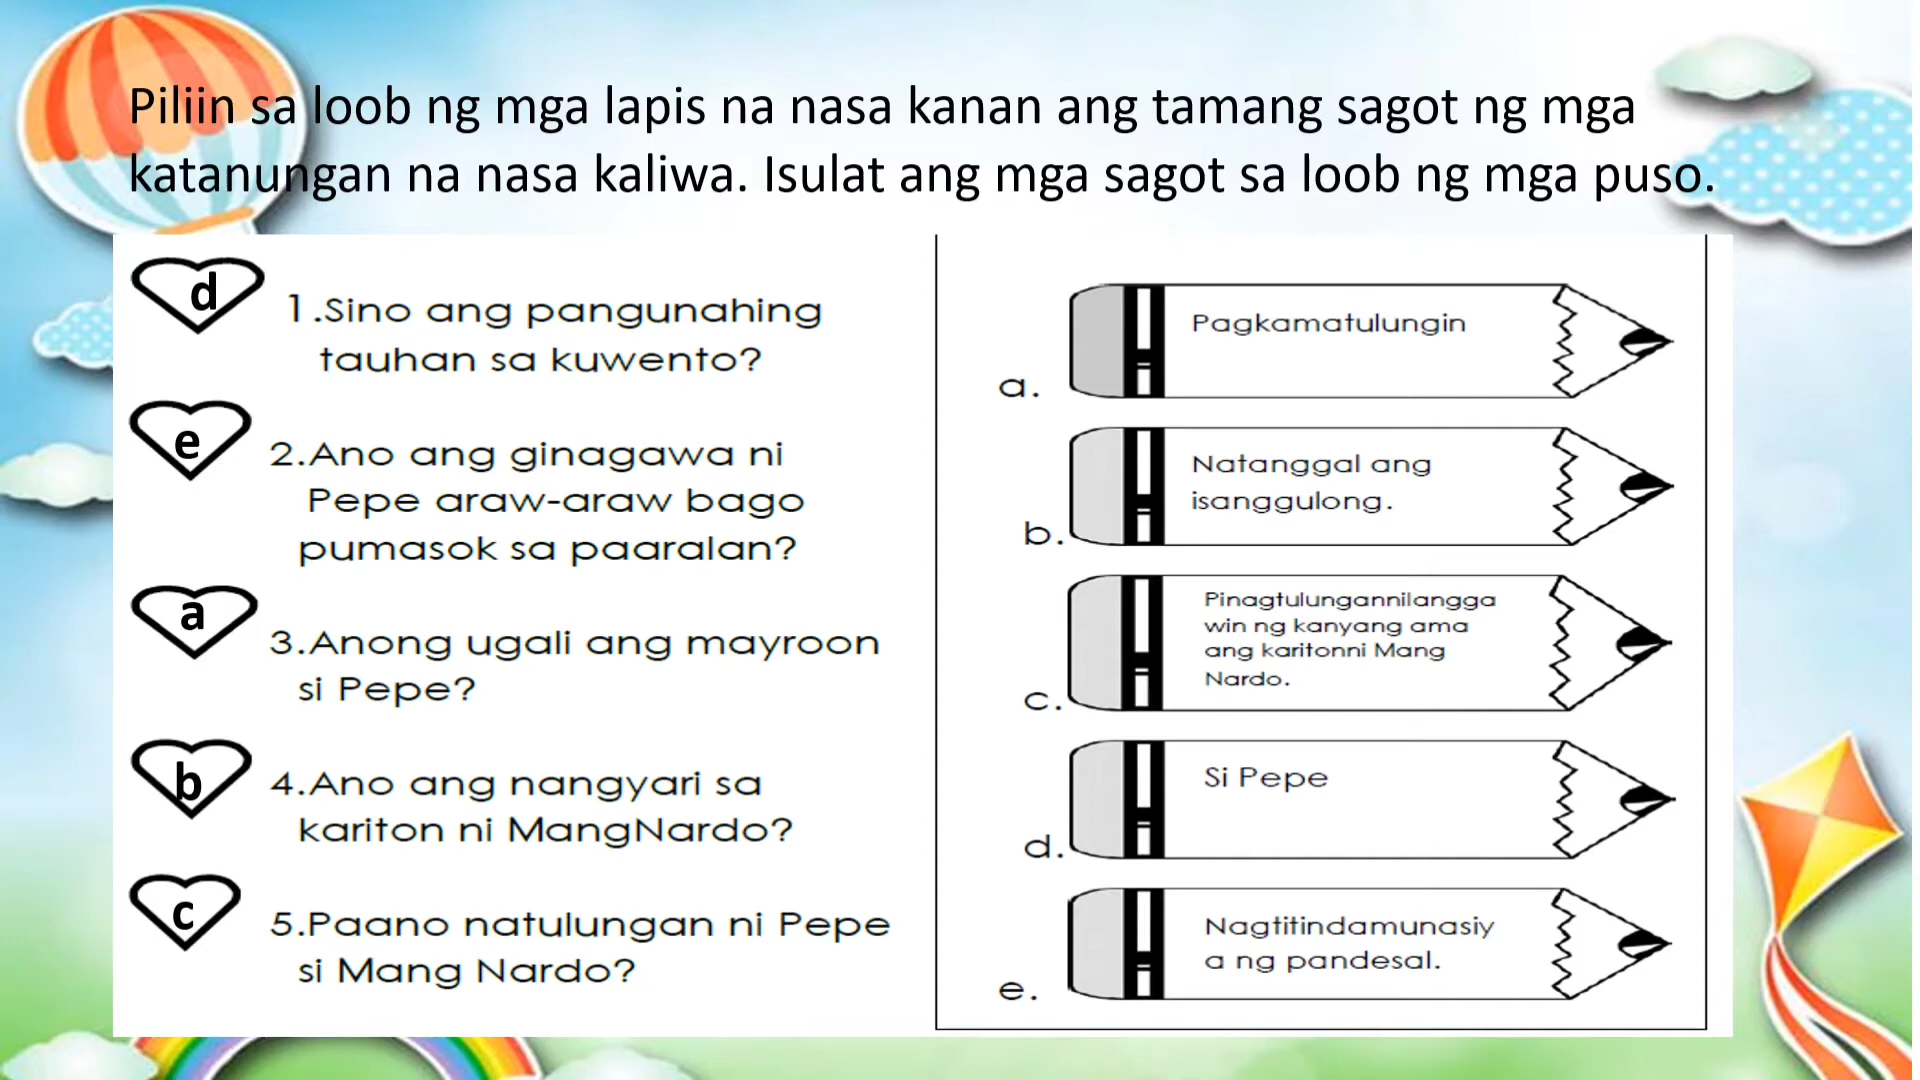 Piliin sa loob ng mga lapis na nasa kanan ang tamang sagot ng mga
katanungan na nasa kaliwa. Isulat ang mga sagot sa loob ng mga puso.
d
1.Sino ang pangunahing
tauhan sa kuwento?
e
2.Ano ang ginagawa ni
Pepe araw-araw bago
pumasok sa paaralan?
a
3.Anong ugali ang mayroon
si Pepe?
b
4.Ano ang nangyari sa
kariton ni MangNardo?
c
5.Paano natulungan ni Pepe
si Mang Nardo?
a.
Pagkamatulungin
b.
Natanggal ang
isanggulong.
c.
Pinagtulungannilangga
win ng kanyang ama
ang karitonni Mang
Nardo.
d.
Si Pepe
e.
Nagtitindamunasiy
a ng pandesal.